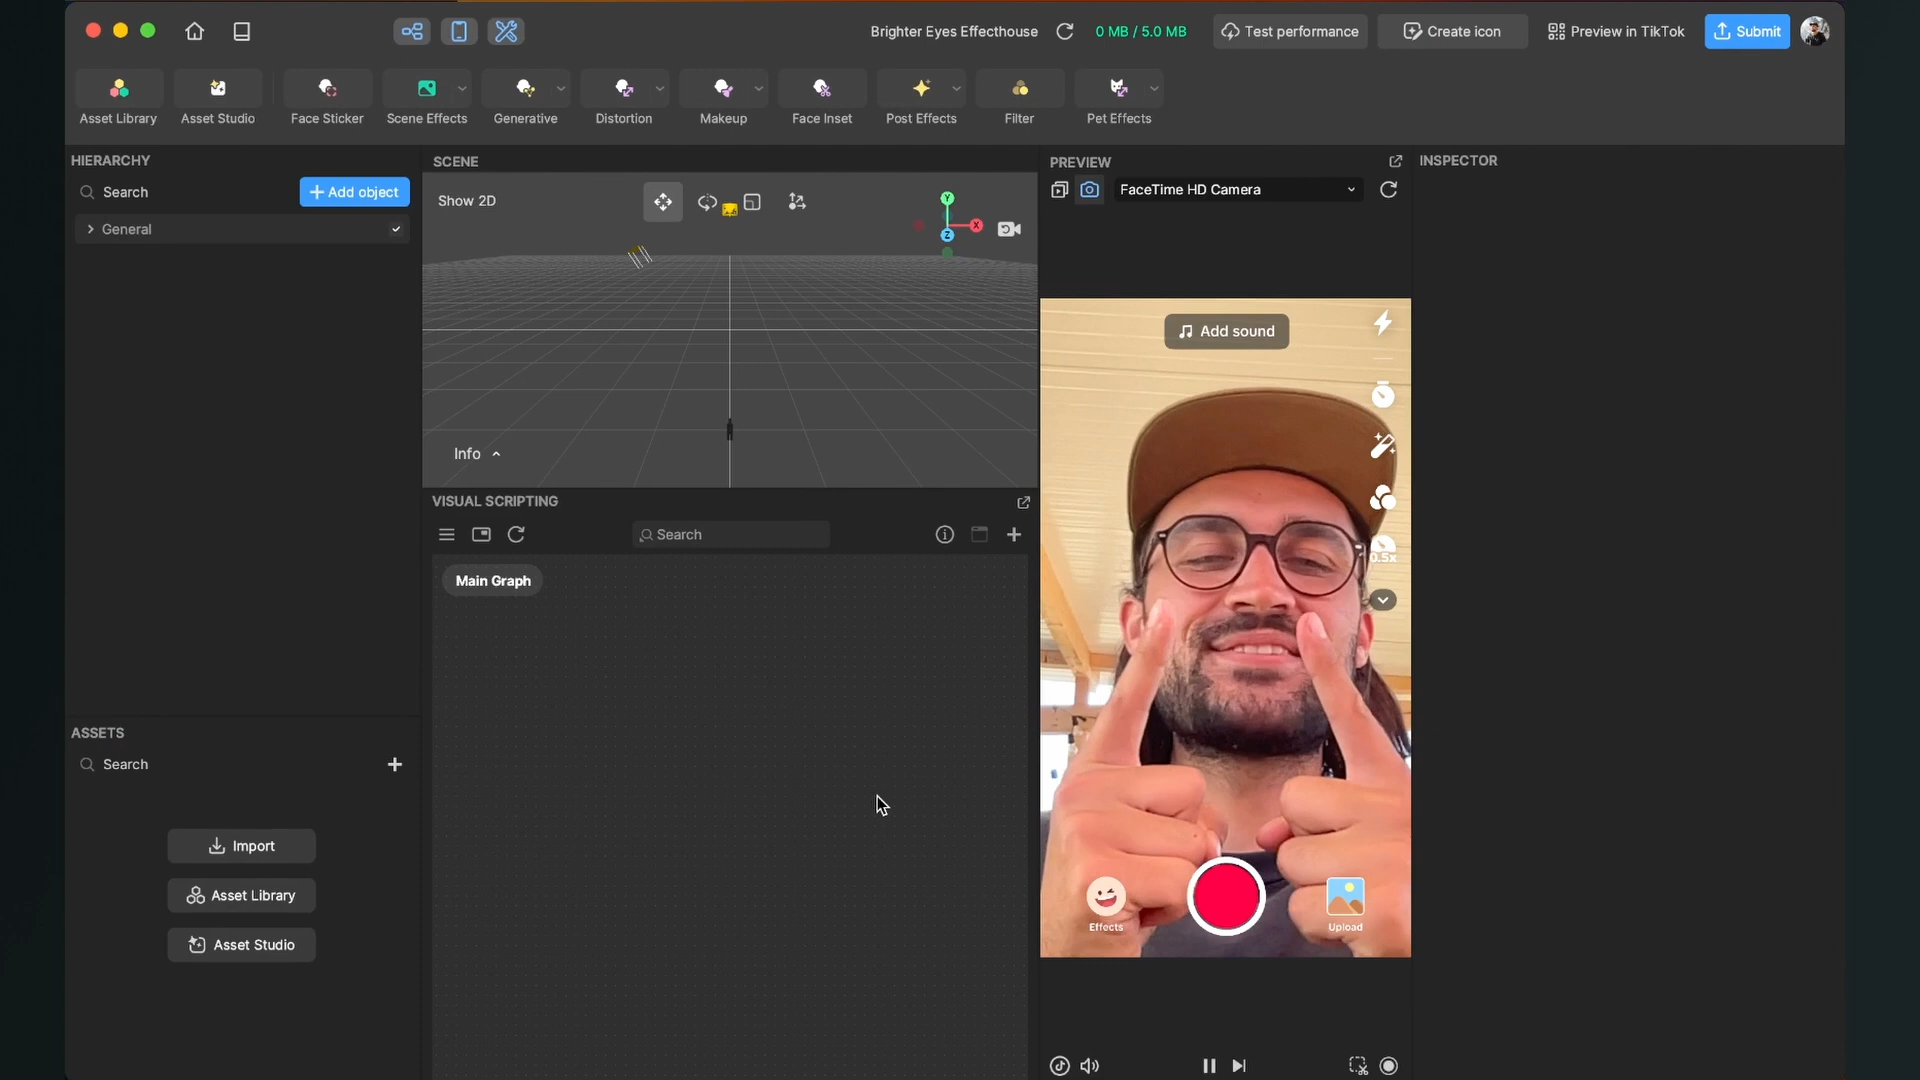 Brighter Eyes Effecthouse
0 MB / 5.0 MB
Test performance
Create icon
Preview in TikTok
Submit
Asset Library
Asset Studio
Face Sticker
Scene Effects
Generative
Distortion
Makeup
Face Inset
Post Effects
Filter
Pet Effects
HIERARCHY
Search
Add object
General
SCENE
Show 2D
Y
X
Z
Info
VISUAL SCRIPTING
Search
Main Graph
PREVIEW
FaceTime HD Camera
Add sound
0.5x
Effects
Upload
INSPECTOR
ASSETS
Search
Import
Asset Library
Asset Studio